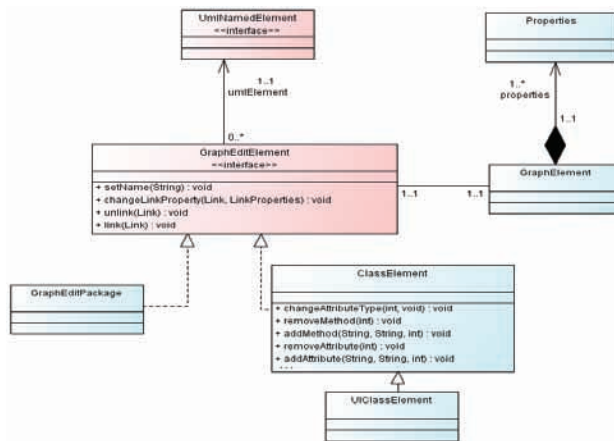 UmlNamedElement
<<interface>>
Properties
1..1
umlElement
1..*
properties
0..*
1..1
GraphEditElement
<<interface>>
+ setName(String) : void
+ changeLinkProperty(Link, LinkProperties) : void
+ unlink(Link) : void
+ link(Link) : void
1..1
1..1
GraphElement
GraphEditPackage
ClassElement
+ changeAttributeType(int, void) : void
+ removeMethod(int) : void
+ addMethod(String, String, int) : void
+ removeAttribute(int) : void
+ addAttribute(String, String, int) : void
...
UIClassElement